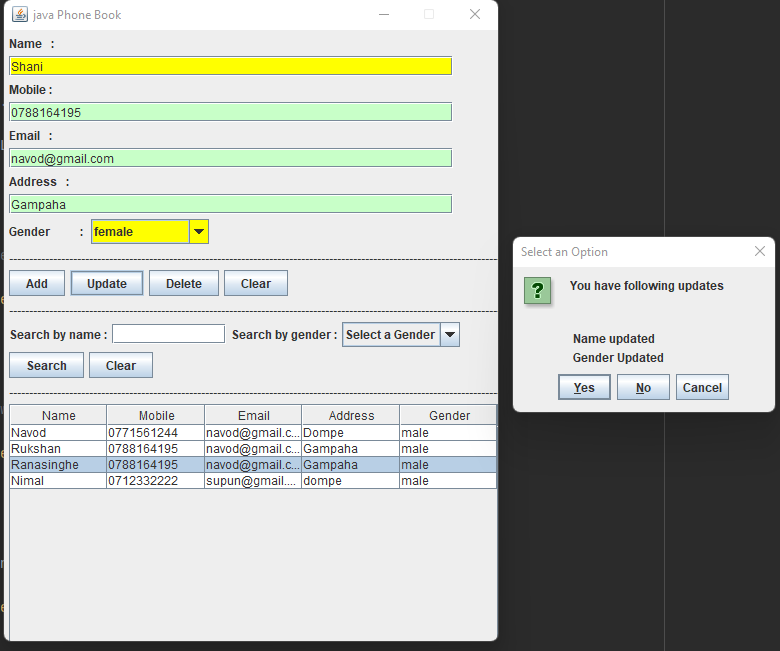 java Phone Book
Name :
Shani
Mobile :
0788164195
Email :
navod@gmail.com
Address :
Gampaha
Gender : female
Add Update Delete Clear
Search by name : Search by gender : Select a Gender
Search Clear
Name Mobile Email Address Gender
Navod 0771561244 navod@gmail.c... Dompe male
Rukshan 0788164195 navod@gmail.c... Gampaha male
Ranasinghe 0788164195 navod@gmail.c... Gampaha male
Nimal 0712332222 supun@gmail.... dompe male
Select an Option
?
You have following updates
Name updated
Gender Updated
Yes No Cancel